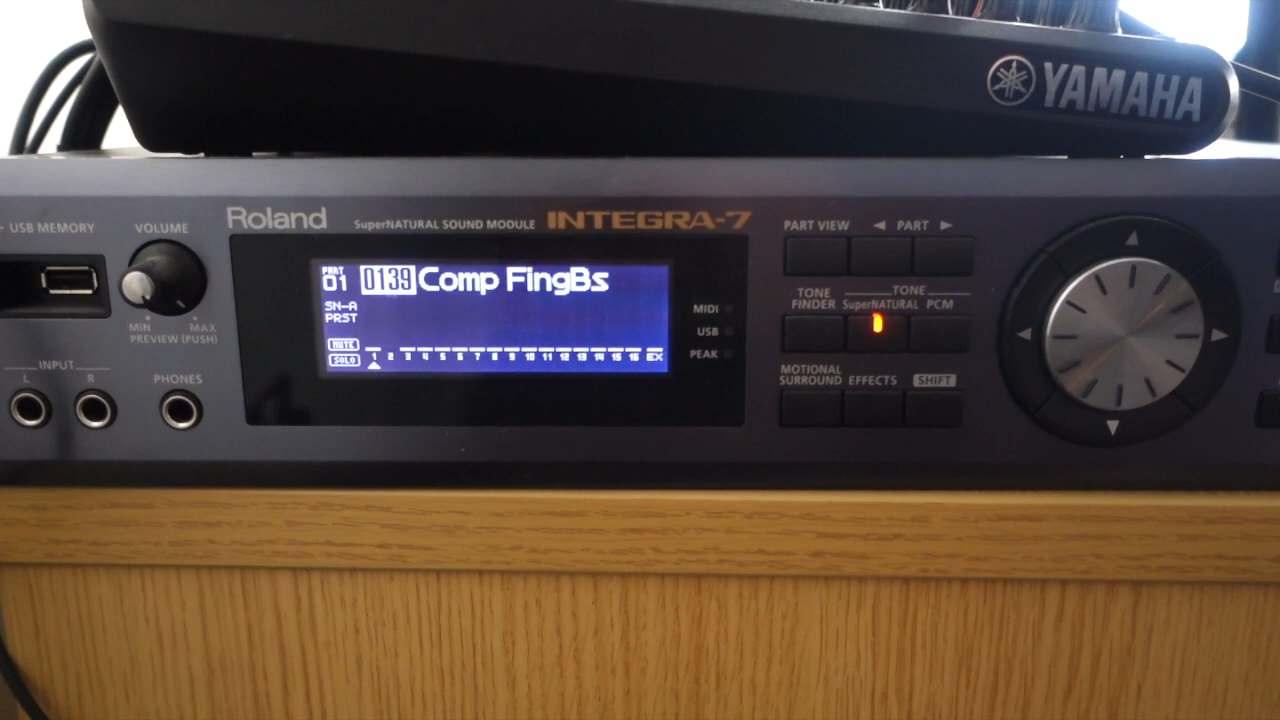 YAMAHA
USB MEMORY
VOLUME
MIN MAX
PREVIEW (PUSH)
INPUT
L R
PHONES
Roland
SuperNATURAL SOUND MODULE
INTEGRA-7
PART
01
0139
Comp FingBs
SN-A
PRST
MUTE
SOLO
1 2 3 4 5 6 7 8 9 10 11 12 13 14 15 16 EX
MIDI
USB
PEAK
PART VIEW
◀ PART ▶
TONE
FINDER
TONE
SuperNATURAL PCM
MOTIONAL
SURROUND
EFFECTS
SHIFT